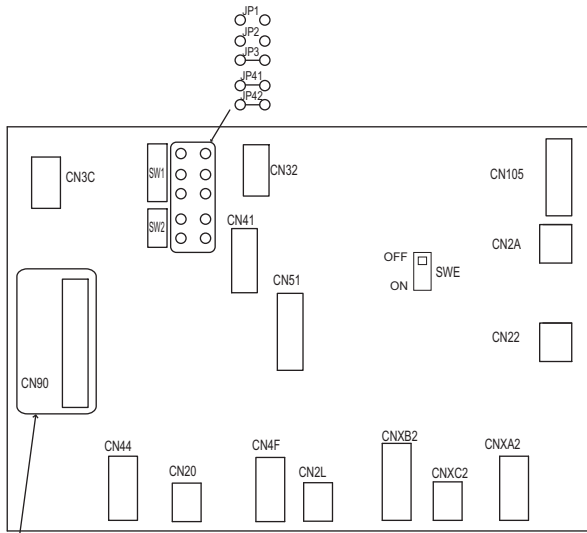 JP1
JP2
JP3
JP41
JP42
CN3C
SW1
SW2
CN32
CN41
CN51
CN105
CN2A
OFF
SWE
ON
CN22
CN90
CN44
CN20
CN4F
CN2L
CNXB2
CNXC2
CNXA2